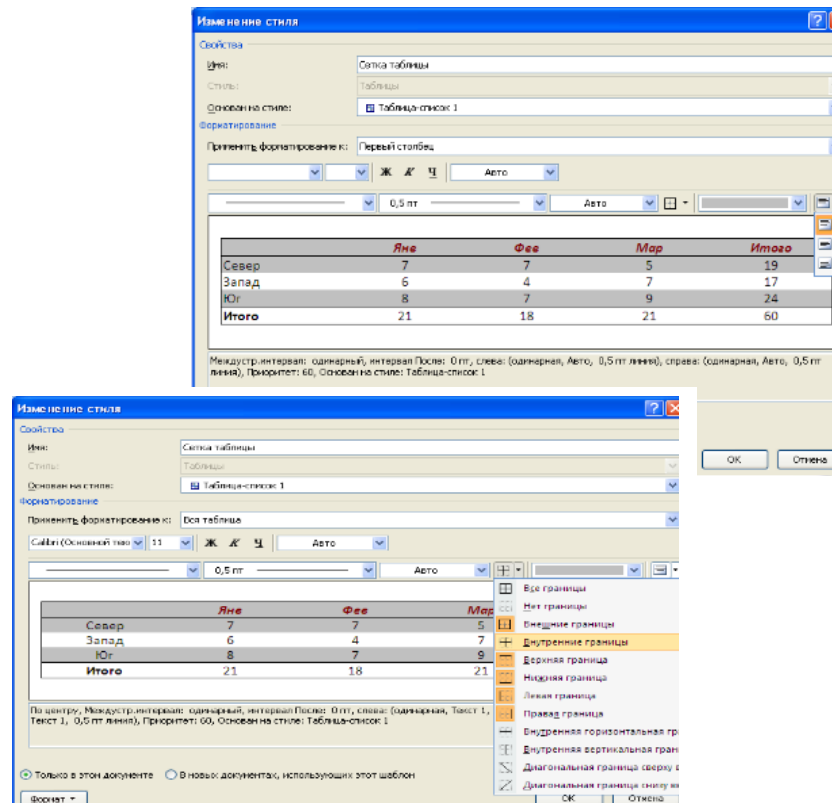 Изменение стиля
Свойства
Имя: Сетка таблицы
Стиль: Таблицы
Основан на стиле: Таблица-список 1
Форматирование
Применить форматирование к: Первый столбец
Ж К Ч Авто
0,5 пт Авто
Янв Фев Мар Итого
Север 7 7 5 19
Запад 6 4 7 17
Юг 8 7 9 24
Итого 21 18 21 60
Междустр.интервал: одинарный, интервал После: 0 пт, слева: (одинарная, Авто, 0,5 пт линия), справа: (одинарная, Авто, 0,5 пт
линия), Приоритет: 60, Основан на стиле: Таблица-список 1
ОК Отмена
Изменение стиля
Свойства
Имя: Сетка таблицы
Стиль: Таблицы
Основан на стиле: Таблица-список 1
Форматирование
Применить форматирование к: Вся таблица
Calibri (Основной тек 11 Ж К Ч Авто
0,5 пт Авто
Янв Фев Мар
Север 7 7 5
Запад 6 4 7
Юг 8 7 9
Итого 21 18 21
По центру, Междустр.интервал: одинарный, интервал После: 0 пт, слева: (одинарная, Текст 1,
Текст 1, 0,5 пт линия), Приоритет: 60, Основан на стиле: Таблица-список 1
Только в этом документе В новых документах, использующих этот шаблон
Формат
Все границы
Нет границы
Внешние границы
Внутренние границы
Верхняя граница
Нижняя граница
Левая граница
Правая граница
Внутренняя горизонтальная гра
Внутренняя вертикальная гран
Диагональная граница сверху в
Диагональная граница снизу вв
ОК Отмена